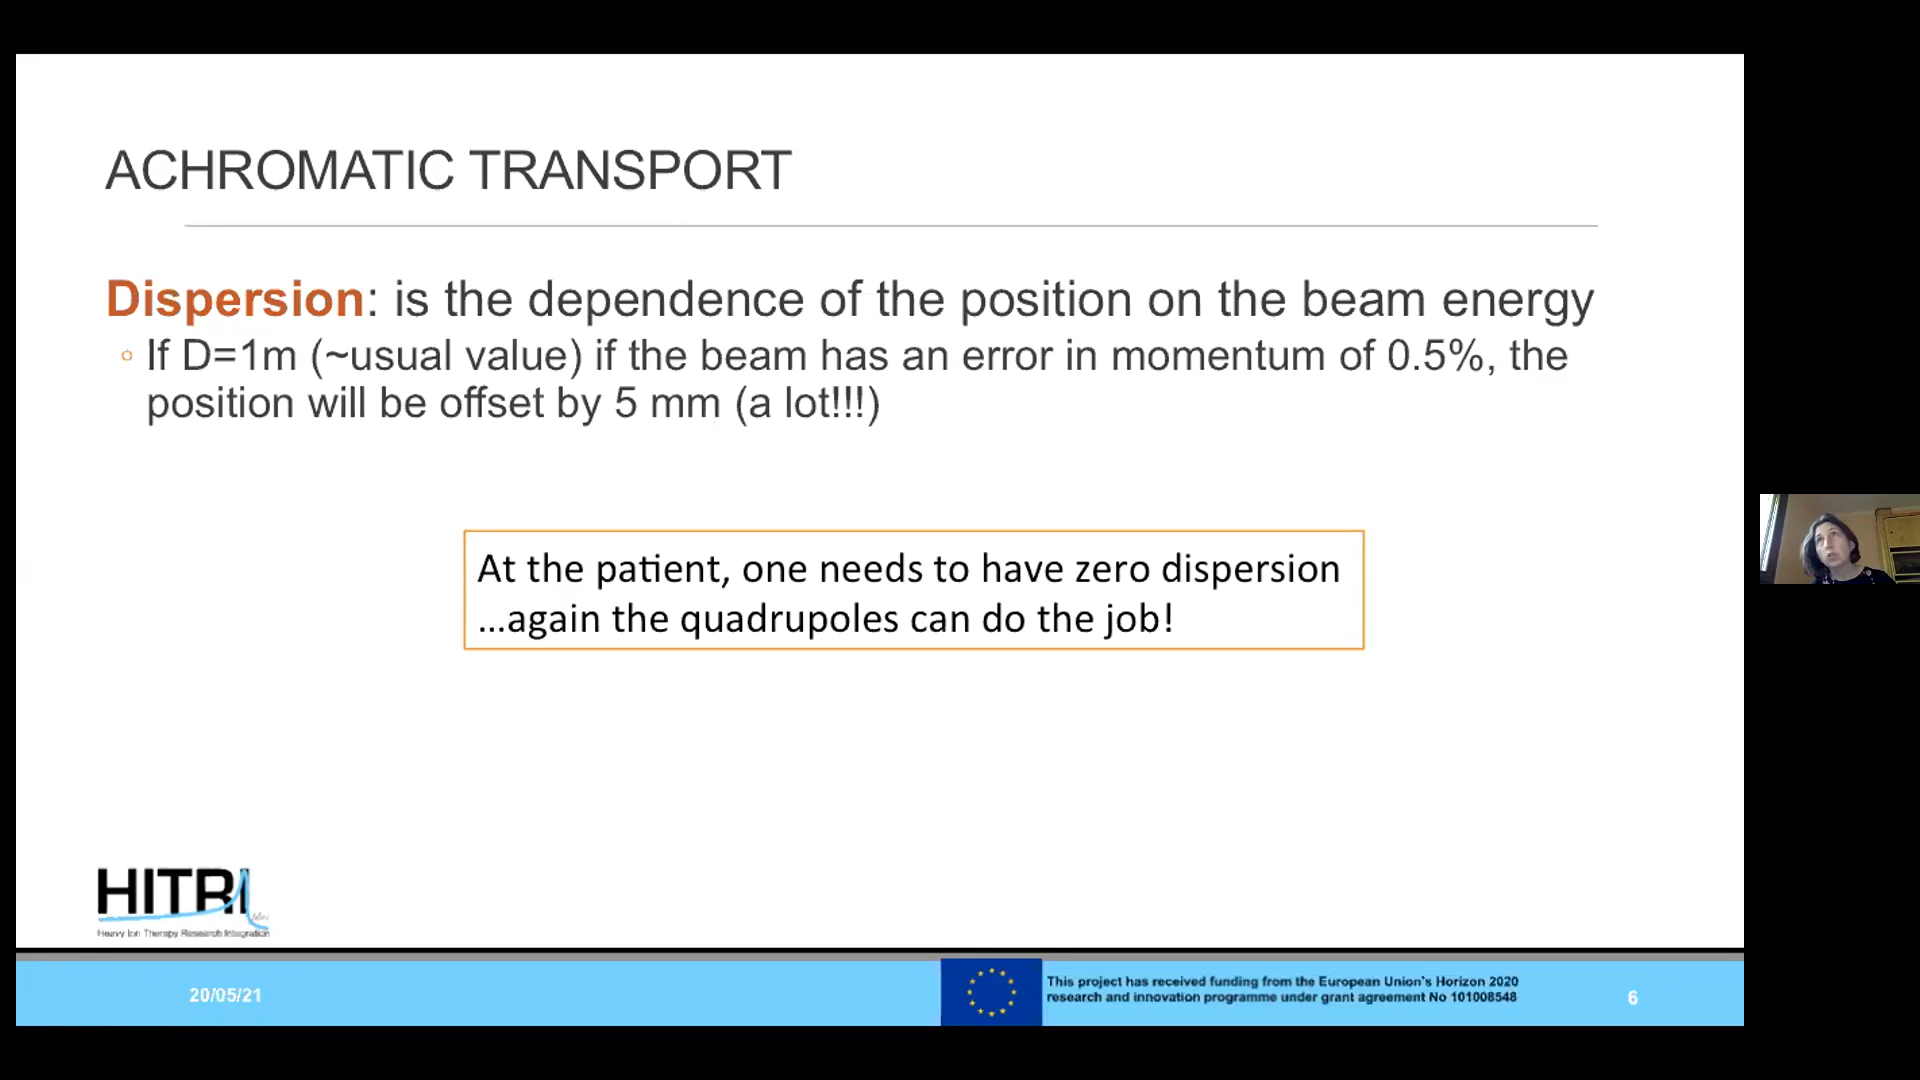 ACHROMATIC TRANSPORT
Dispersion: is the dependence of the position on the beam energy
If D=1m (~usual value) if the beam has an error in momentum of 0.5%, the
position will be offset by 5 mm (a lot!!!)
At the patient, one needs to have zero dispersion
...again the quadrupoles can do the job!
HITRI
Heavy Ion Therapy Research Integration
20/05/21
This project has received funding from the European Union's Horizon 2020
research and innovation programme under grant agreement No 101008548
6